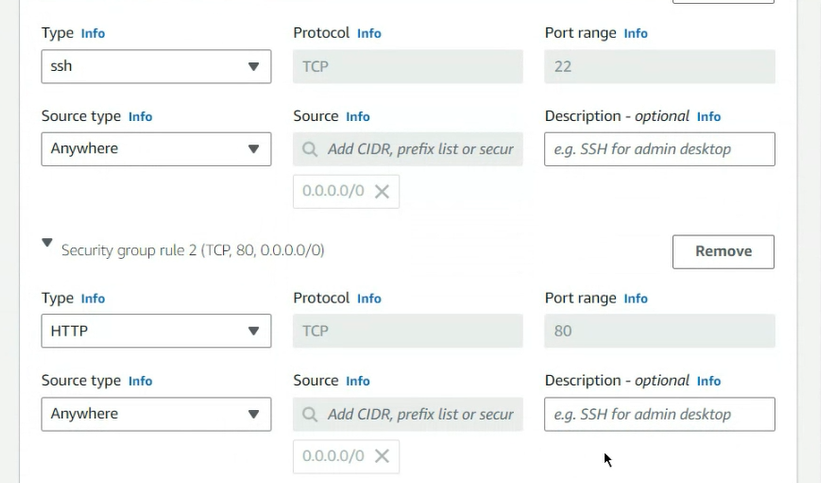 Type Info Protocol Info Port range Info
ssh TCP 22
Source type Info Source Info Description - optional Info
Anywhere Add CIDR, prefix list or secur e.g. SSH for admin desktop
0.0.0.0/0
Security group rule 2 (TCP, 80, 0.0.0.0/0) Remove
Type Info Protocol Info Port range Info
HTTP TCP 80
Source type Info Source Info Description - optional Info
Anywhere Add CIDR, prefix list or secur e.g. SSH for admin desktop
0.0.0.0/0